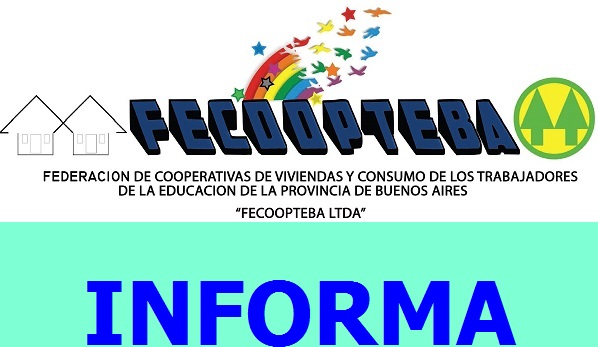 FECOOPTEBA
FEDERACION DE COOPERATIVAS DE VIVIENDAS Y CONSUMO DE LOS TRABAJADORES
DE LA EDUCACION DE LA PROVINCIA DE BUENOS AIRES
“FECOOPTEBA LTDA”
INFORMA